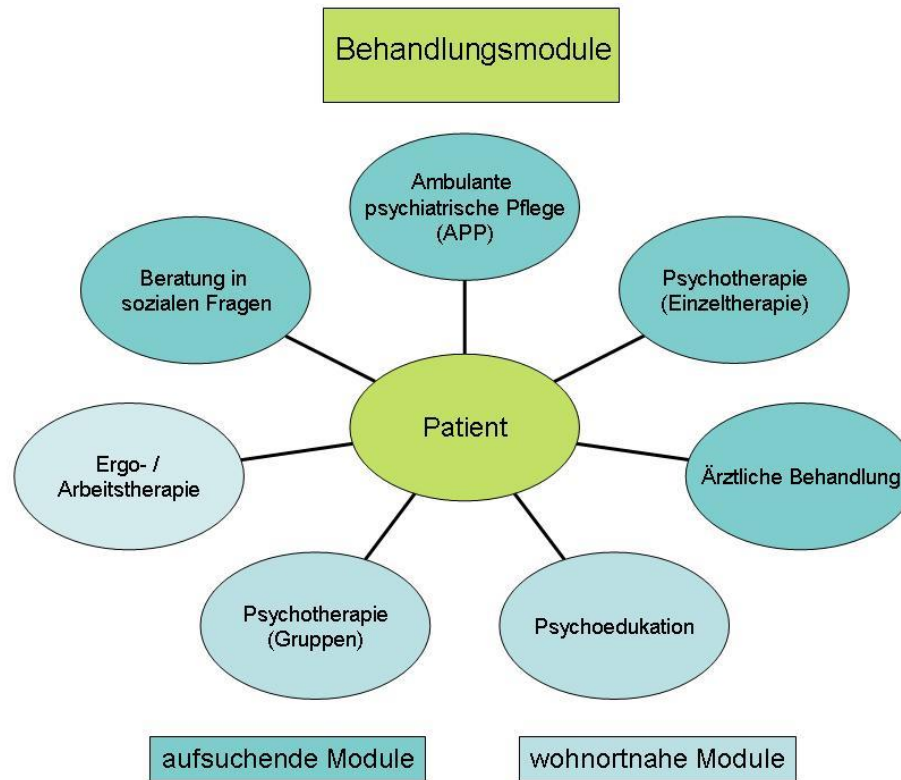 Behandlungsmodule
Ambulante
psychiatrische Pflege
(APP)
Beratung in
sozialen Fragen
Psychotherapie
(Einzeltherapie)
Patient
Ergo- /
Arbeitstherapie
Ärztliche Behandlung
Psychotherapie
(Gruppen)
Psychoedukation
aufsuchende Module
wohnortnahe Module